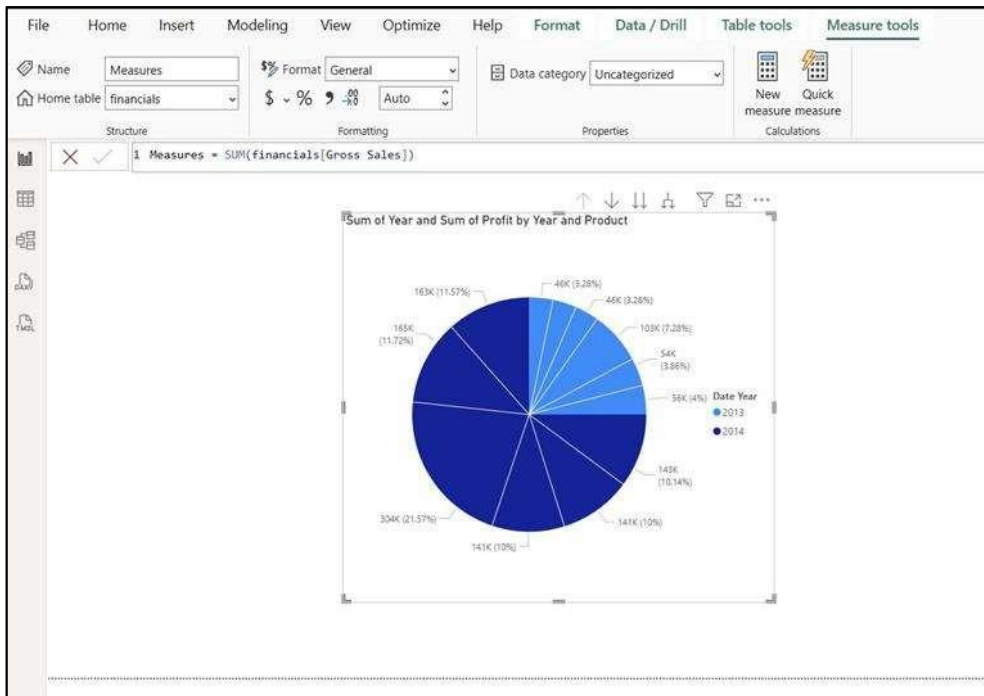 File Home Insert Modeling View Optimize Help Format Data / Drill Table tools Measure tools
Name Measures
$% Format General
Data category Uncategorized
New measure
Quick measure
Home table financials
$ % 9 .00 Auto
Structure Formatting Properties Calculations
1 Measures = SUM(financials[Gross Sales])
Sum of Year and Sum of Profit by Year and Product
163K (11.57%)
46K (3.28%)
46K (3.28%)
165K
(11.72%)
103K (7.28%)
54K
(3.86%)
56K (4%)
Date Year
2013
2014
143K
(10.14%)
304K (21.57%)
141K (10%)
141K (10%)
DAX
TMDL